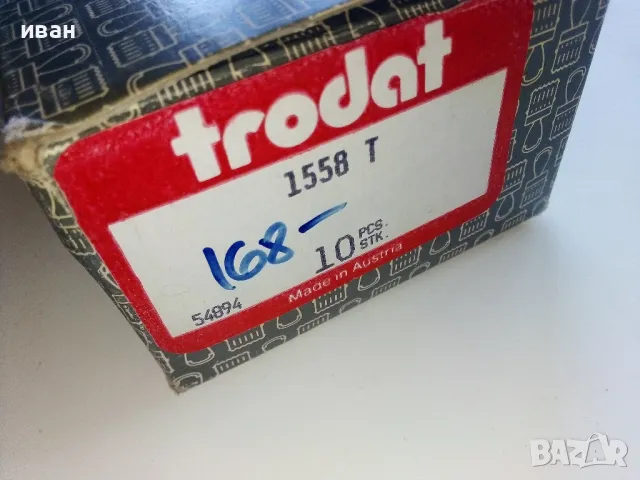 иван
trodat
1558 T
168-
10 PCS.
STK.
54894
Made in Austria
BAZAR